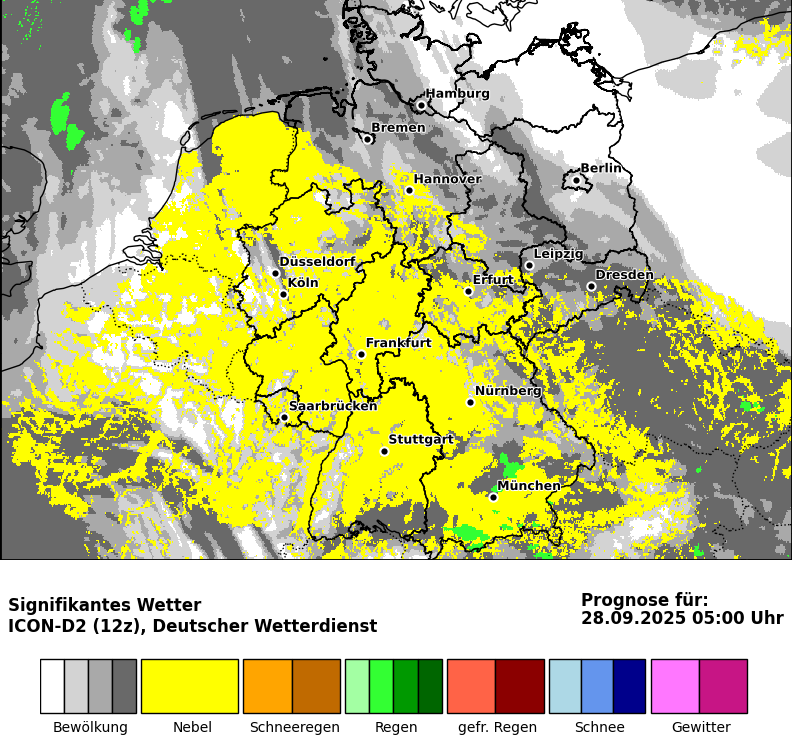 Hamburg
Bremen
Berlin
Hannover
Leipzig
Düsseldorf
Dresden
Köln
Erfurt
Frankfurt
Nürnberg
Saarbrücken
Stuttgart
München
Signifikantes Wetter
ICON-D2 (12z), Deutscher Wetterdienst
Prognose für:
28.09.2025 05:00 Uhr
Bewölkung
Nebel
Schneeregen
Regen
gefr. Regen
Schnee
Gewitter